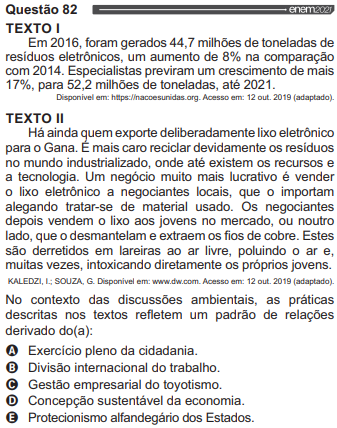 Questão 82 enem2021
TEXTO I
Em 2016, foram gerados 44,7 milhões de toneladas de
resíduos eletrônicos, um aumento de 8% na comparação
com 2014. Especialistas previram um crescimento de mais
17%, para 52,2 milhões de toneladas, até 2021.
Disponível em: https://nacoesunidas.org. Acesso em: 12 out. 2019 (adaptado).
TEXTO II
Há ainda quem exporte deliberadamente lixo eletrônico
para o Gana. É mais caro reciclar devidamente os resíduos
no mundo industrializado, onde até existem os recursos e
a tecnologia. Um negócio muito mais lucrativo é vender
o lixo eletrônico a negociantes locais, que o importam
alegando tratar-se de material usado. Os negociantes
depois vendem o lixo aos jovens no mercado, ou noutro
lado, que o desmantelam e extraem os fios de cobre. Estes
são derretidos em lareiras ao ar livre, poluindo o ar e,
muitas vezes, intoxicando diretamente os próprios jovens.
KALEDZI, I.; SOUZA, G. Disponível em: www.dw.com. Acesso em: 12 out. 2019 (adaptado).
No contexto das discussões ambientais, as práticas
descritas nos textos refletem um padrão de relações
derivado do(a):
A Exercício pleno da cidadania.
B Divisão internacional do trabalho.
C Gestão empresarial do toyotismo.
D Concepção sustentável da economia.
E Protecionismo alfandegário dos Estados.